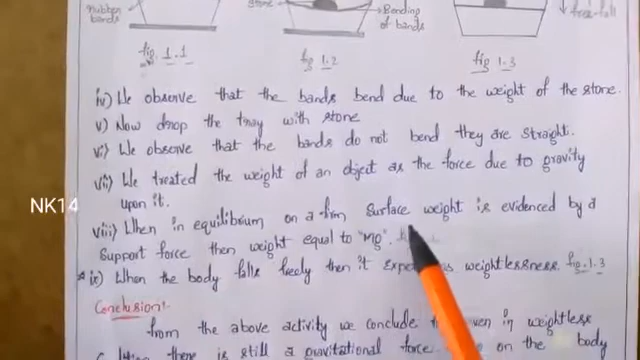 Rubber bands
stone
Bending of bands
free-fall
fig. 1.1
fig 1.2
fig 1.3
iv) We observe that the bands bend due to the weight of the stone.
v) Now drop the tray with stone
vi) We observe that the bands do not bend they are straight.
vii) We treated the weight of an object as the force due to gravity
upon it.
viii) When in equilibrium on a firm surface weight is evidenced by a
support force then weight equal to "mg".
ix) When the body falls freely then it weightlessness fig.1.3
Conclusion:-
from the above activity we conclude even in weightless
there is still a gravitational force on the body
NK14